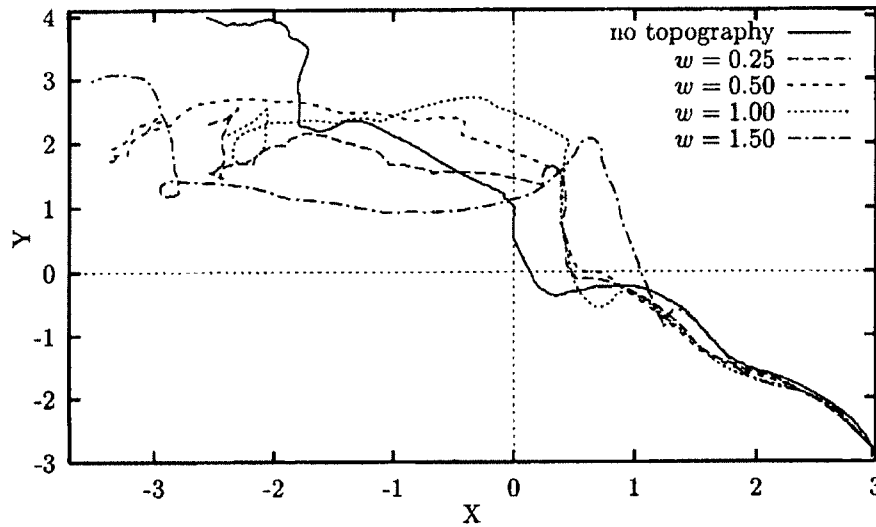 4
no topography
3
w = 0.25
w = 0.50
2
w = 1.00
w = 1.50
1
Y
0
-1
-2
-3
-3 -2 -1 0 1 2 3
X